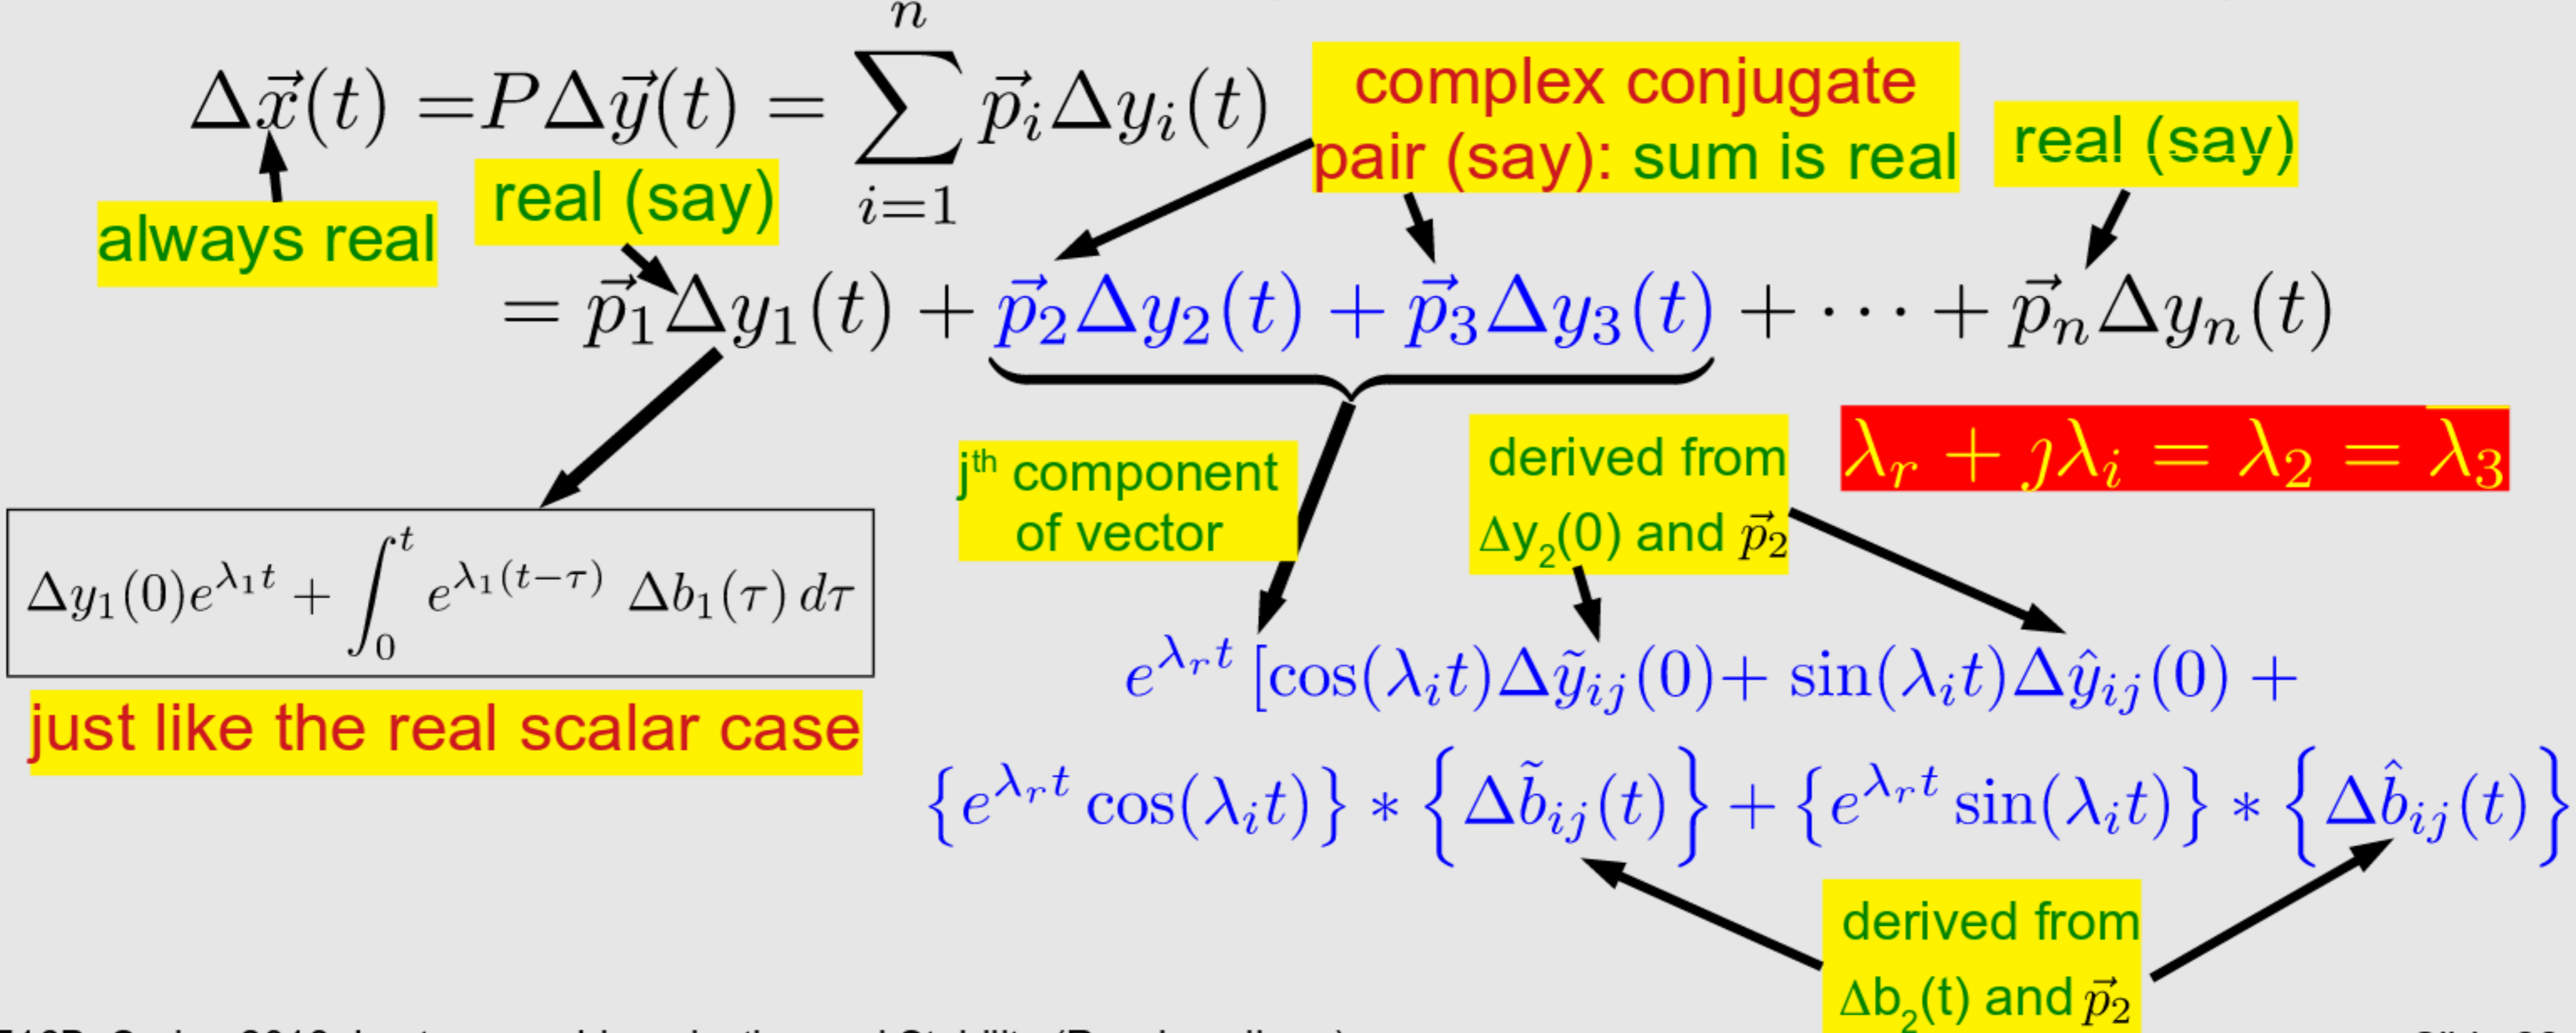 Δx⃗(t) = PΔy⃗(t) = ∑_{i=1}^{n} p⃗_i Δy_i(t)
complex conjugate
pair (say): sum is real
real (say)
real (say)
always real
= p⃗_1 Δy_1(t) + p⃗_2 Δy_2(t) + p⃗_3 Δy_3(t) + ··· + p⃗_n Δy_n(t)
j^th component
of vector
derived from
Δy_2(0) and p⃗_2
λ_r + ȷλ_i = λ_2 = \overline{λ_3}
Δy_1(0)e^{λ_1 t} + ∫_0^t e^{λ_1(t−τ)} Δb_1(τ) dτ
just like the real scalar case
e^{λ_r t} [cos(λ_i t)Δỹ_{ij}(0)+ sin(λ_i t)Δŷ_{ij}(0) +
{e^{λ_r t} cos(λ_i t)} * {Δb̃_{ij}(t)} + {e^{λ_r t} sin(λ_i t)} * {Δb̂_{ij}(t)}
derived from
Δb_2(t) and p⃗_2